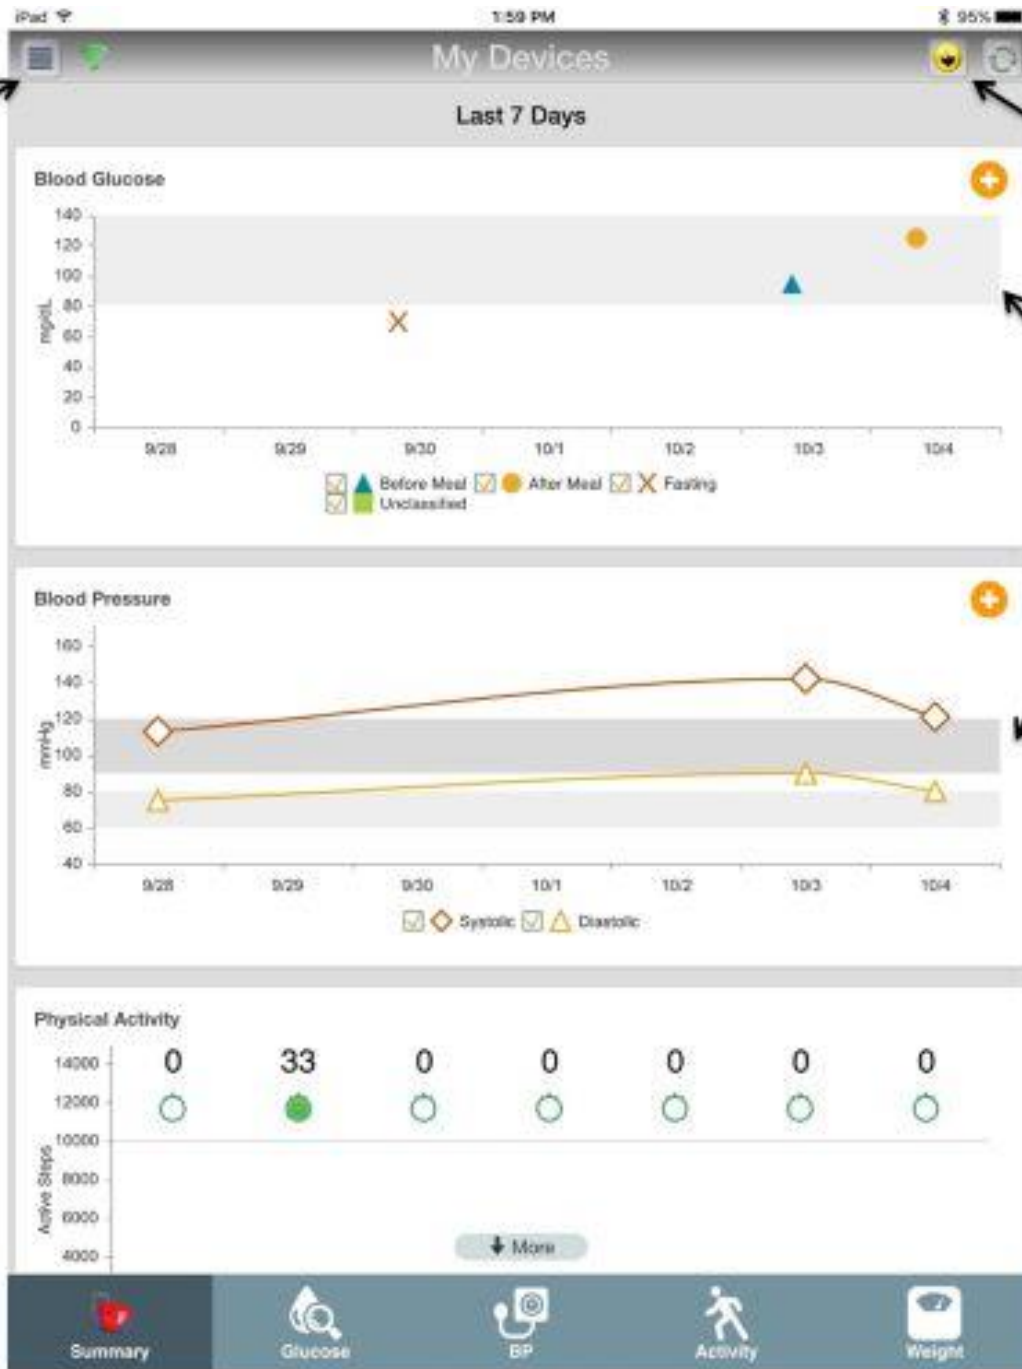 iPad 1:59 PM 95%
My Devices
Last 7 Days
Blood Glucose
140
120
100
80
60
40
20
0
mg/dL
9/28 9/29 9/30 10/1 10/2 10/3 10/4
Before Meal After Meal Fasting
Unclassified
Blood Pressure
160
140
120
100
80
60
40
mmHg
9/28 9/29 9/30 10/1 10/2 10/3 10/4
Systolic Diastolic
Physical Activity
0 33 0 0 0 0 0
14000
12000
10000
8000
6000
4000
Active Steps
More
Summary Glucose BP Activity Weight